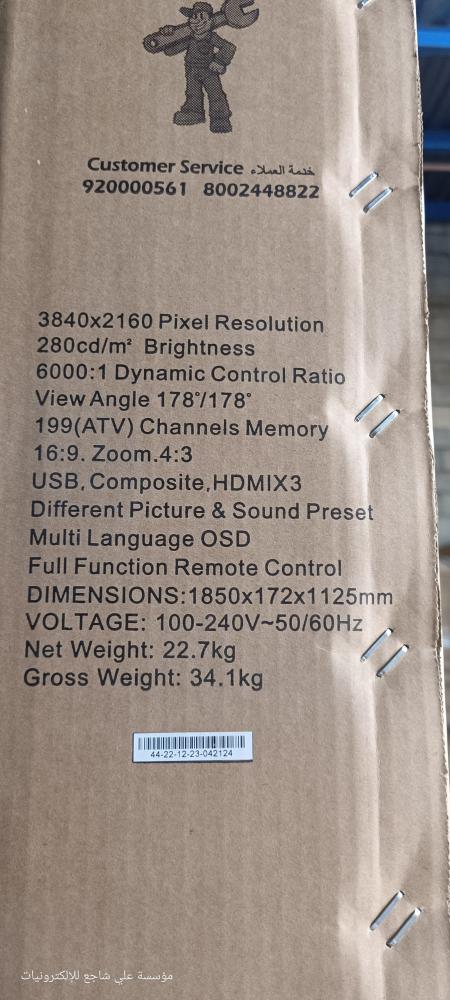 Customer Service خدمة العملاء
920000561 8002448822
3840x2160 Pixel Resolution
280cd/m² Brightness
6000:1 Dynamic Control Ratio
View Angle 178°/178°
199(ATV) Channels Memory
16:9. Zoom.4:3
USB, Composite,HDMIX3
Different Picture & Sound Preset
Multi Language OSD
Full Function Remote Control
DIMENSIONS:1850x172x1125mm
VOLTAGE: 100-240V~50/60Hz
Net Weight: 22.7kg
Gross Weight: 34.1kg
44-22-12-23-042124
مؤسسة علي شاجع للإلكترونيات